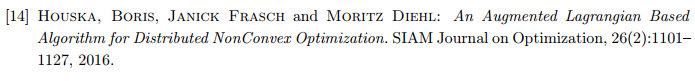 [14] HOUSKA, BORIS, JANICK FRASCH and MORITZ DIEHL: An Augmented Lagrangian Based
Algorithm for Distributed NonConvex Optimization. SIAM Journal on Optimization, 26(2):1101–
1127, 2016.